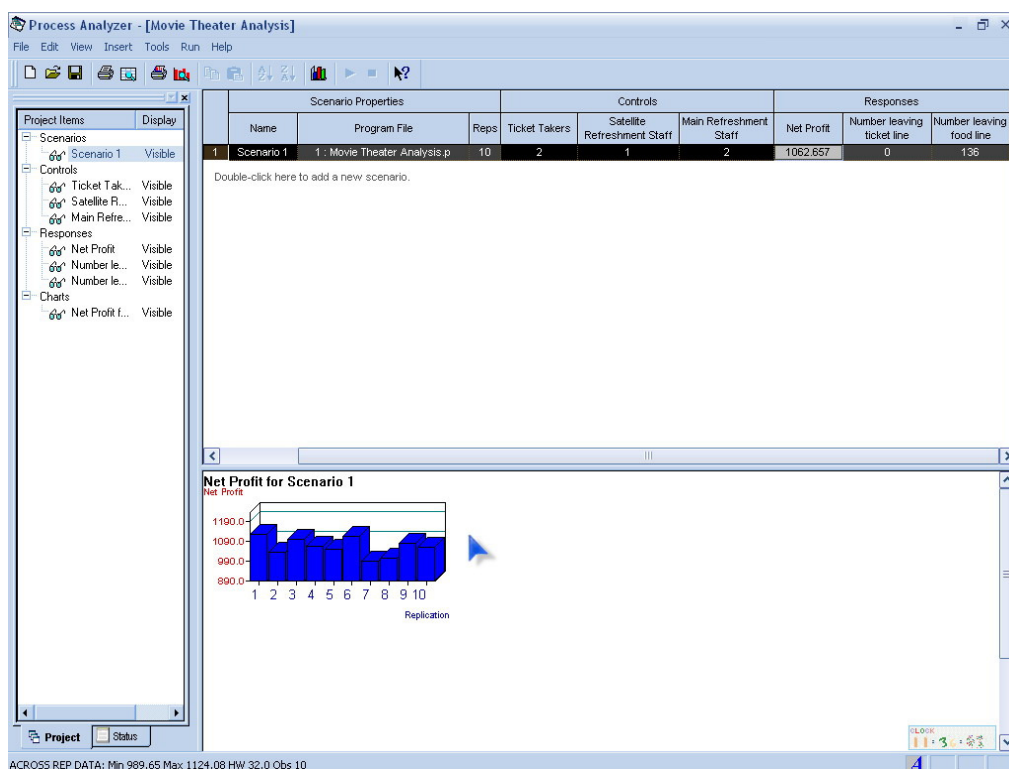 Process Analyzer - [Movie Theater Analysis]
File Edit View Insert Tools Run Help
Project Items Display
Scenarios
Scenario 1 Visible
Controls
Ticket Tak... Visible
Satellite R... Visible
Main Refre... Visible
Responses
Net Profit Visible
Number le... Visible
Number le... Visible
Charts
Net Profit f... Visible
Project Status
Scenario Properties Controls Responses
Name Program File Reps Ticket Takers Satellite Refreshment Staff Main Refreshment Staff Net Profit Number leaving ticket line Number leaving food line
1 Scenario 1 1 : Movie Theater Analysis.p 10 2 1 2 1062.657 0 136
Double-click here to add a new scenario.
Net Profit for Scenario 1
Net Profit
1190.0
1090.0
990.0
890.0
1 2 3 4 5 6 7 8 9 10
Replication
CLOCK
ACROSS REP DATA: Min 989.65 Max 1124.08 HW 32.0 Obs 10